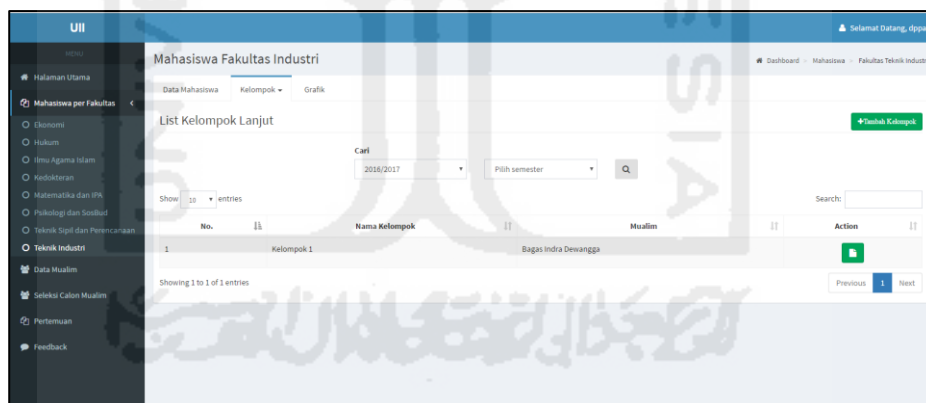 UII
Selamat Datang, dppa
MENU
Halaman Utama
Mahasiswa per Fakultas
Ekonomi
Hukum
Ilmu Agama Islam
Kedokteran
Matematika dan IPA
Psikologi dan SosBud
Teknik Sipil dan Perencanaan
Teknik Industri
Data Mualim
Seleksi Calon Mualim
Pertemuan
Feedback
Mahasiswa Fakultas Industri
Dashboard > Mahasiswa > Fakultas Teknik Industri
Data Mahasiswa Kelompok Grafik
List Kelompok Lanjut
+Tambah Kelompok
Cari
2016/2017 Pilih semester
Show 10 entries
Search:
No. Nama Kelompok Mualim Action
1 Kelompok 1 Bagas Indra Dewangga
Showing 1 to 1 of 1 entries
Previous 1 Next